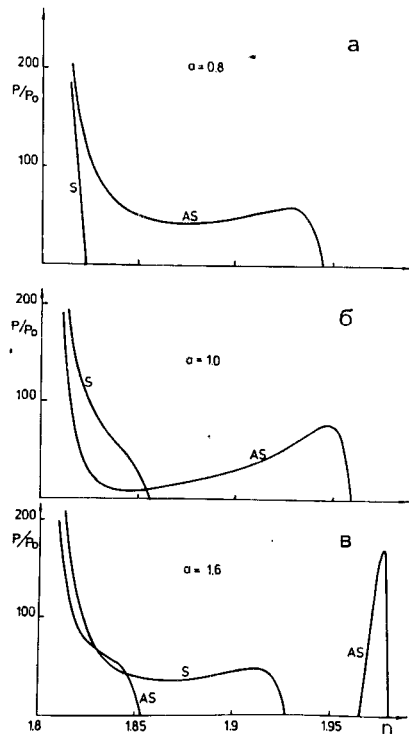 a
200
P/P₀
a=0.8
100
S
AS
б
200
P/P₀
a=1.0
S
100
AS
в
200
P/P₀
a=1.6
100
S
AS
AS
1.8
1.85
1.9
1.95
n